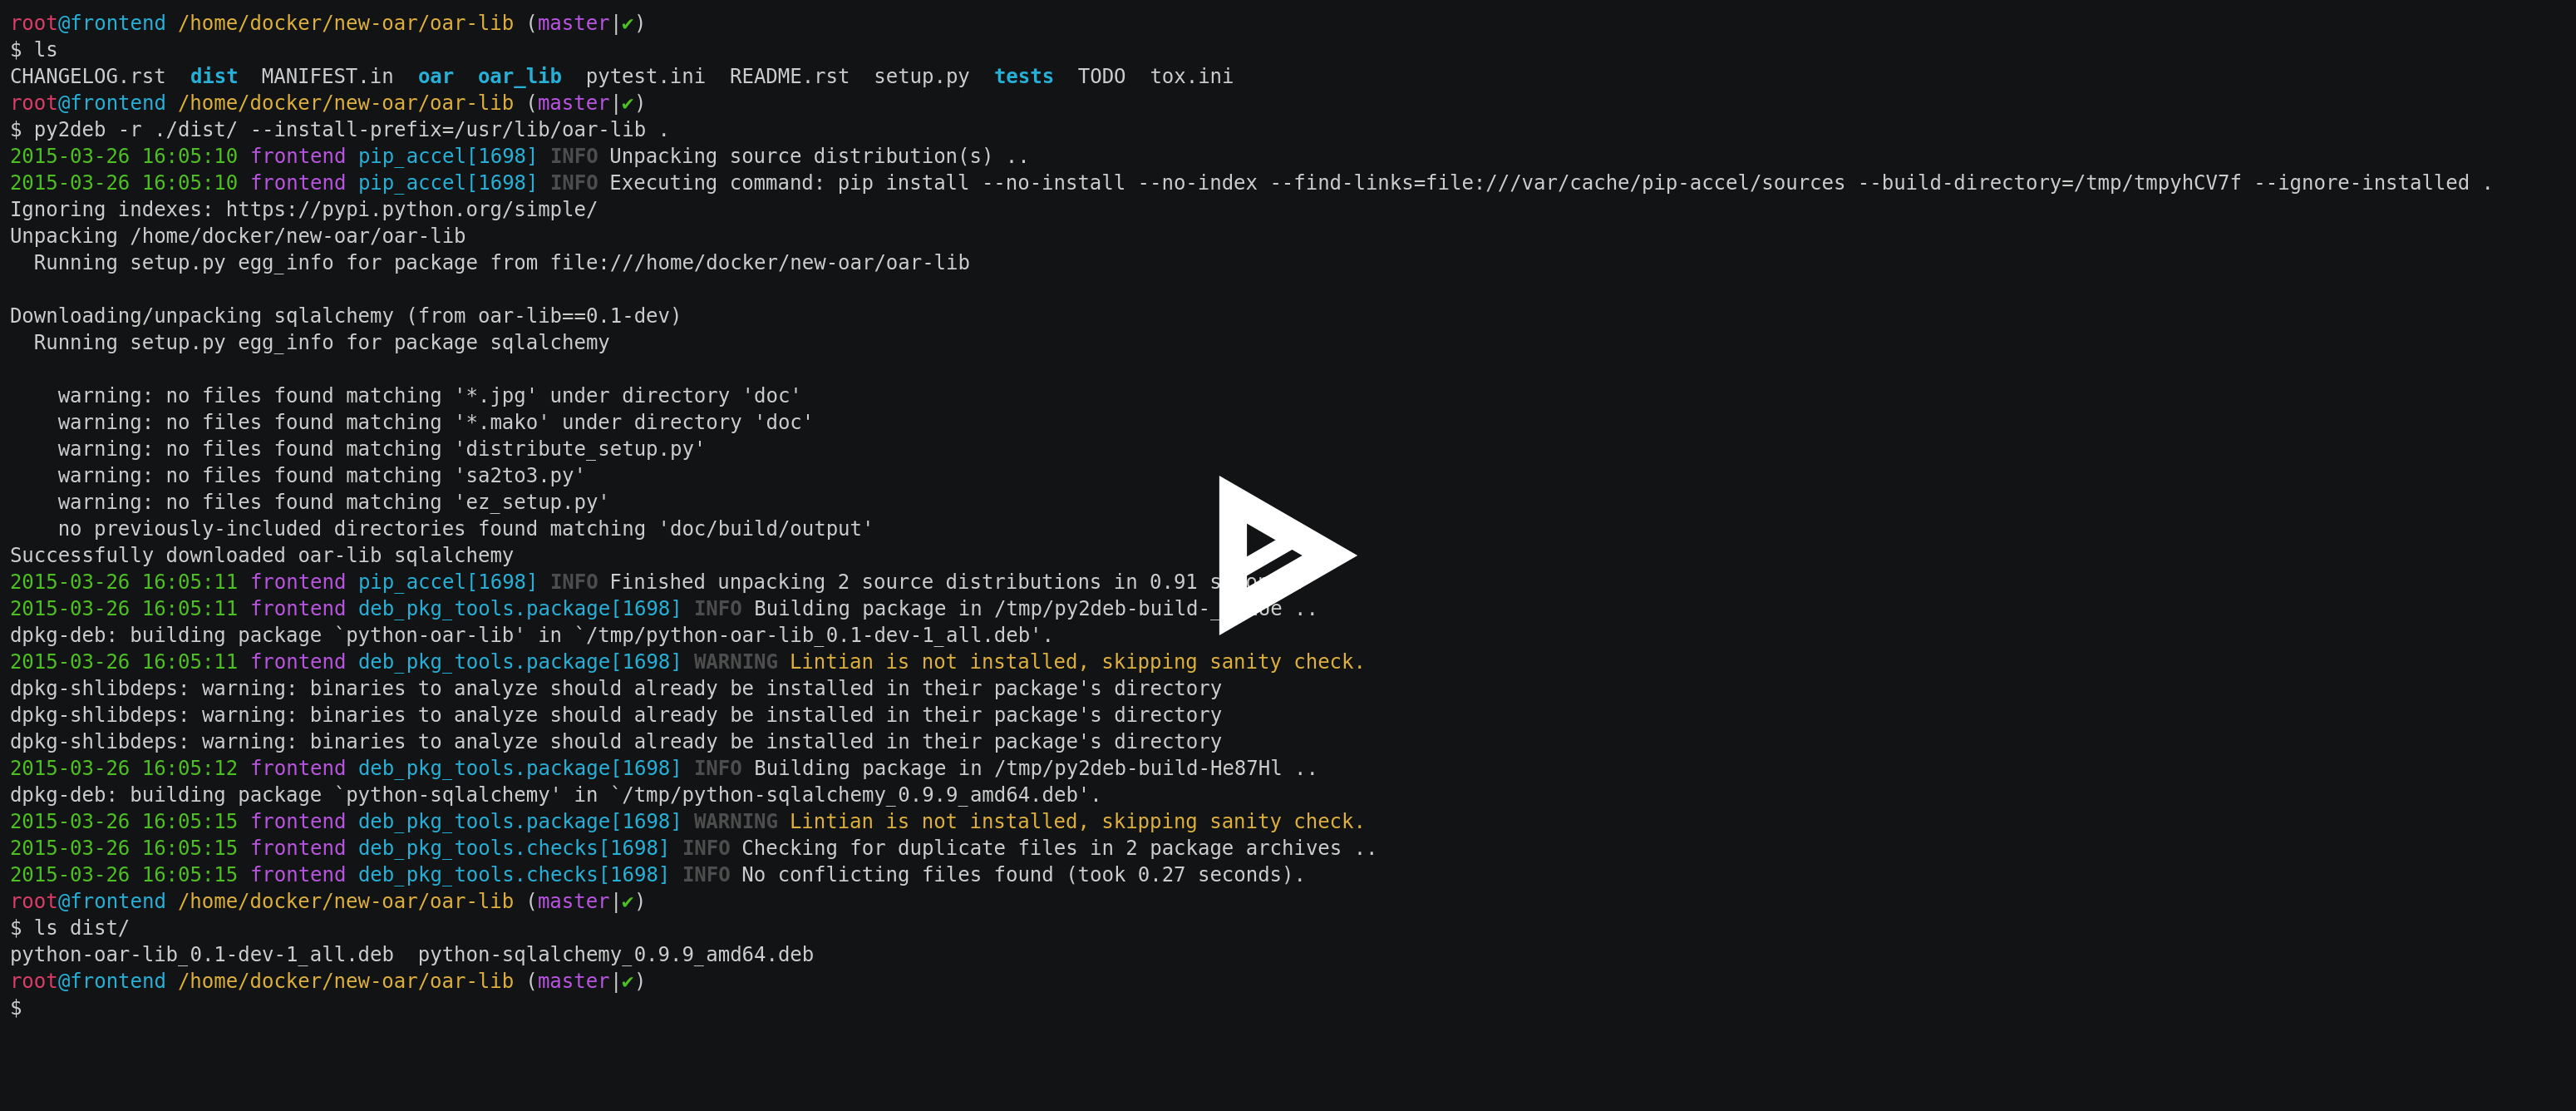 root@frontend /home/docker/new-oar/oar-lib (master|✔)
$ ls
CHANGELOG.rst  dist  MANIFEST.in  oar  oar_lib  pytest.ini  README.rst  setup.py  tests  TODO  tox.ini
root@frontend /home/docker/new-oar/oar-lib (master|✔)
$ py2deb -r ./dist/ --install-prefix=/usr/lib/oar-lib .
2015-03-26 16:05:10 frontend pip_accel[1698] INFO Unpacking source distribution(s) ..
2015-03-26 16:05:10 frontend pip_accel[1698] INFO Executing command: pip install --no-install --no-index --find-links=file:///var/cache/pip-accel/sources --build-directory=/tmp/tmpyhCV7f --ignore-installed .
Ignoring indexes: https://pypi.python.org/simple/
Unpacking /home/docker/new-oar/oar-lib
  Running setup.py egg_info for package from file:///home/docker/new-oar/oar-lib

Downloading/unpacking sqlalchemy (from oar-lib==0.1-dev)
  Running setup.py egg_info for package sqlalchemy

    warning: no files found matching '*.jpg' under directory 'doc'
    warning: no files found matching '*.mako' under directory 'doc'
    warning: no files found matching 'distribute_setup.py'
    warning: no files found matching 'sa2to3.py'
    warning: no files found matching 'ez_setup.py'
    no previously-included directories found matching 'doc/build/output'
Successfully downloaded oar-lib sqlalchemy
2015-03-26 16:05:11 frontend pip_accel[1698] INFO Finished unpacking 2 source distributions in 0.91
2015-03-26 16:05:11 frontend deb_pkg_tools.package[1698] INFO Building package in ..
dpkg-deb: building package `python-oar-lib' in `/tmp/python-oar-lib_0.1-dev-1_all.deb'.
2015-03-26 16:05:11 frontend deb_pkg_tools.package[1698] WARNING Lintian is not installed, skipping sanity check.
dpkg-shlibdeps: warning: binaries to analyze should already be installed in their package's directory
dpkg-shlibdeps: warning: binaries to analyze should already be installed in their package's directory
dpkg-shlibdeps: warning: binaries to analyze should already be installed in their package's directory
2015-03-26 16:05:12 frontend deb_pkg_tools.package[1698] INFO Building package in /tmp/py2deb-build-He87Hl ..
dpkg-deb: building package `python-sqlalchemy' in `/tmp/python-sqlalchemy_0.9.9_amd64.deb'.
2015-03-26 16:05:15 frontend deb_pkg_tools.package[1698] WARNING Lintian is not installed, skipping sanity check.
2015-03-26 16:05:15 frontend deb_pkg_tools.checks[1698] INFO Checking for duplicate files in 2 package archives ..
2015-03-26 16:05:15 frontend deb_pkg_tools.checks[1698] INFO No conflicting files found (took 0.27 seconds).
root@frontend /home/docker/new-oar/oar-lib (master|✔)
$ ls dist/
python-oar-lib_0.1-dev-1_all.deb  python-sqlalchemy_0.9.9_amd64.deb
root@frontend /home/docker/new-oar/oar-lib (master|✔)
$